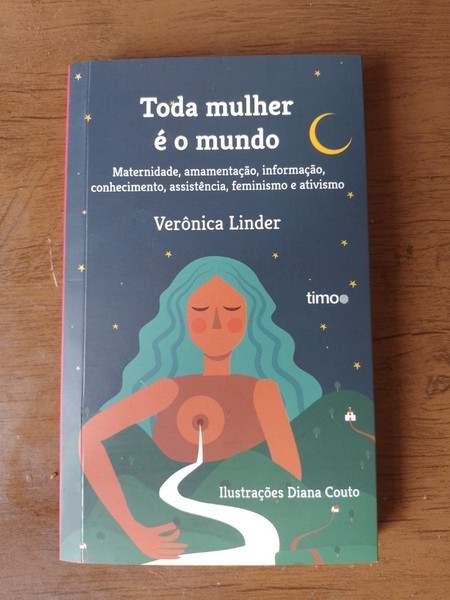 Toda mulher
é o mundo
Maternidade, amamentação, informação,
conhecimento, assistência, feminismo e ativismo
Verônica Linder
timo
Ilustrações Diana Couto